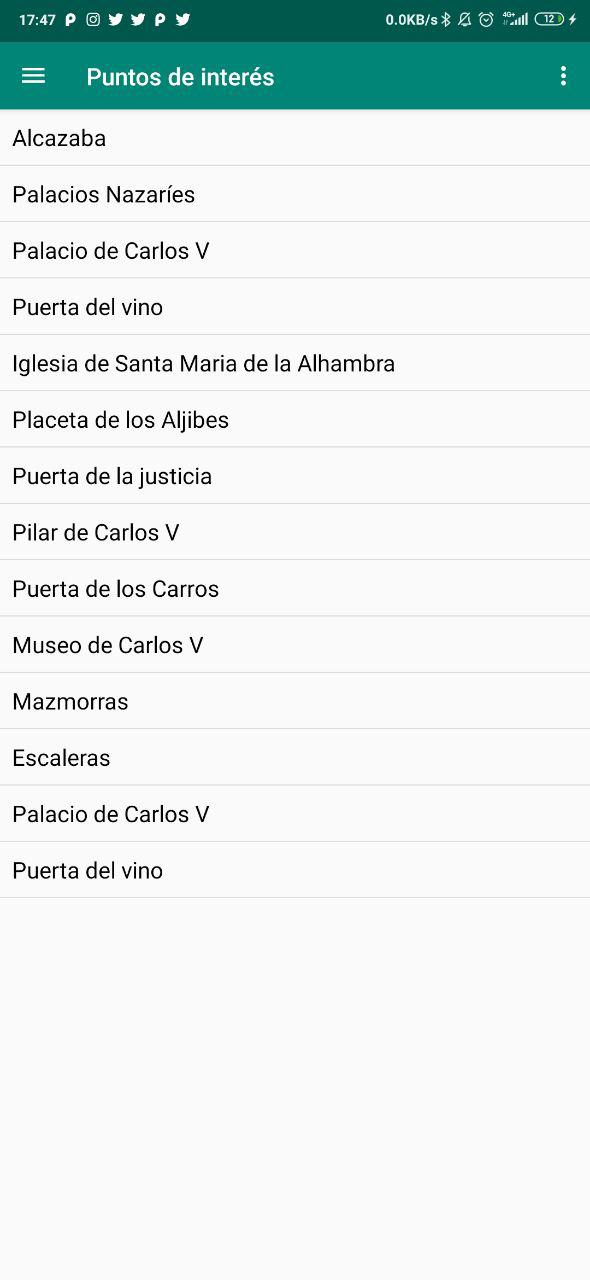 17:47
0.0KB/s
4G+
12
Puntos de interés
Alcazaba
Palacios Nazaríes
Palacio de Carlos V
Puerta del vino
Iglesia de Santa Maria de la Alhambra
Placeta de los Aljibes
Puerta de la justicia
Pilar de Carlos V
Puerta de los Carros
Museo de Carlos V
Mazmorras
Escaleras
Palacio de Carlos V
Puerta del vino